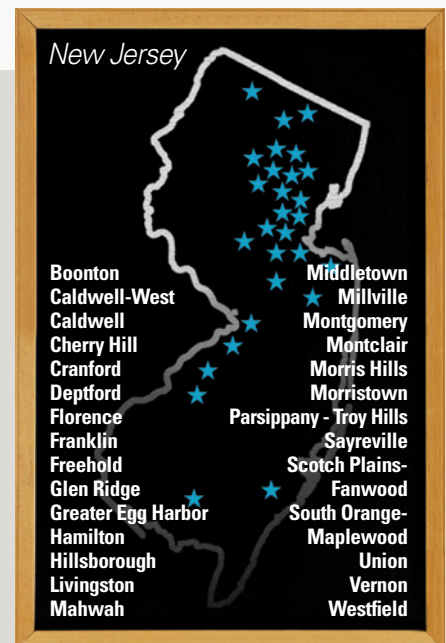 New Jersey
Boonton
Caldwell-West
Caldwell
Cherry Hill
Cranford
Deptford
Florence
Franklin
Freehold
Glen Ridge
Greater Egg Harbor
Hamilton
Hillsborough
Livingston
Mahwah
Middletown
Millville
Montgomery
Montclair
Morris Hills
Morristown
Parsippany - Troy Hills
Sayreville
Scotch Plains-
Fanwood
South Orange-
Maplewood
Union
Vernon
Westfield